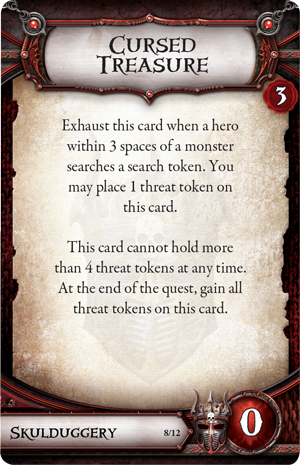 CURSED
TREASURE
3
Exhaust this card when a hero
within 3 spaces of a monster
searches a search token. You
may place 1 threat token on
this card.
This card cannot hold more
than 4 threat tokens at any time.
At the end of the quest, gain all
threat tokens on this card.
SKULDUGGERY 8/12 0